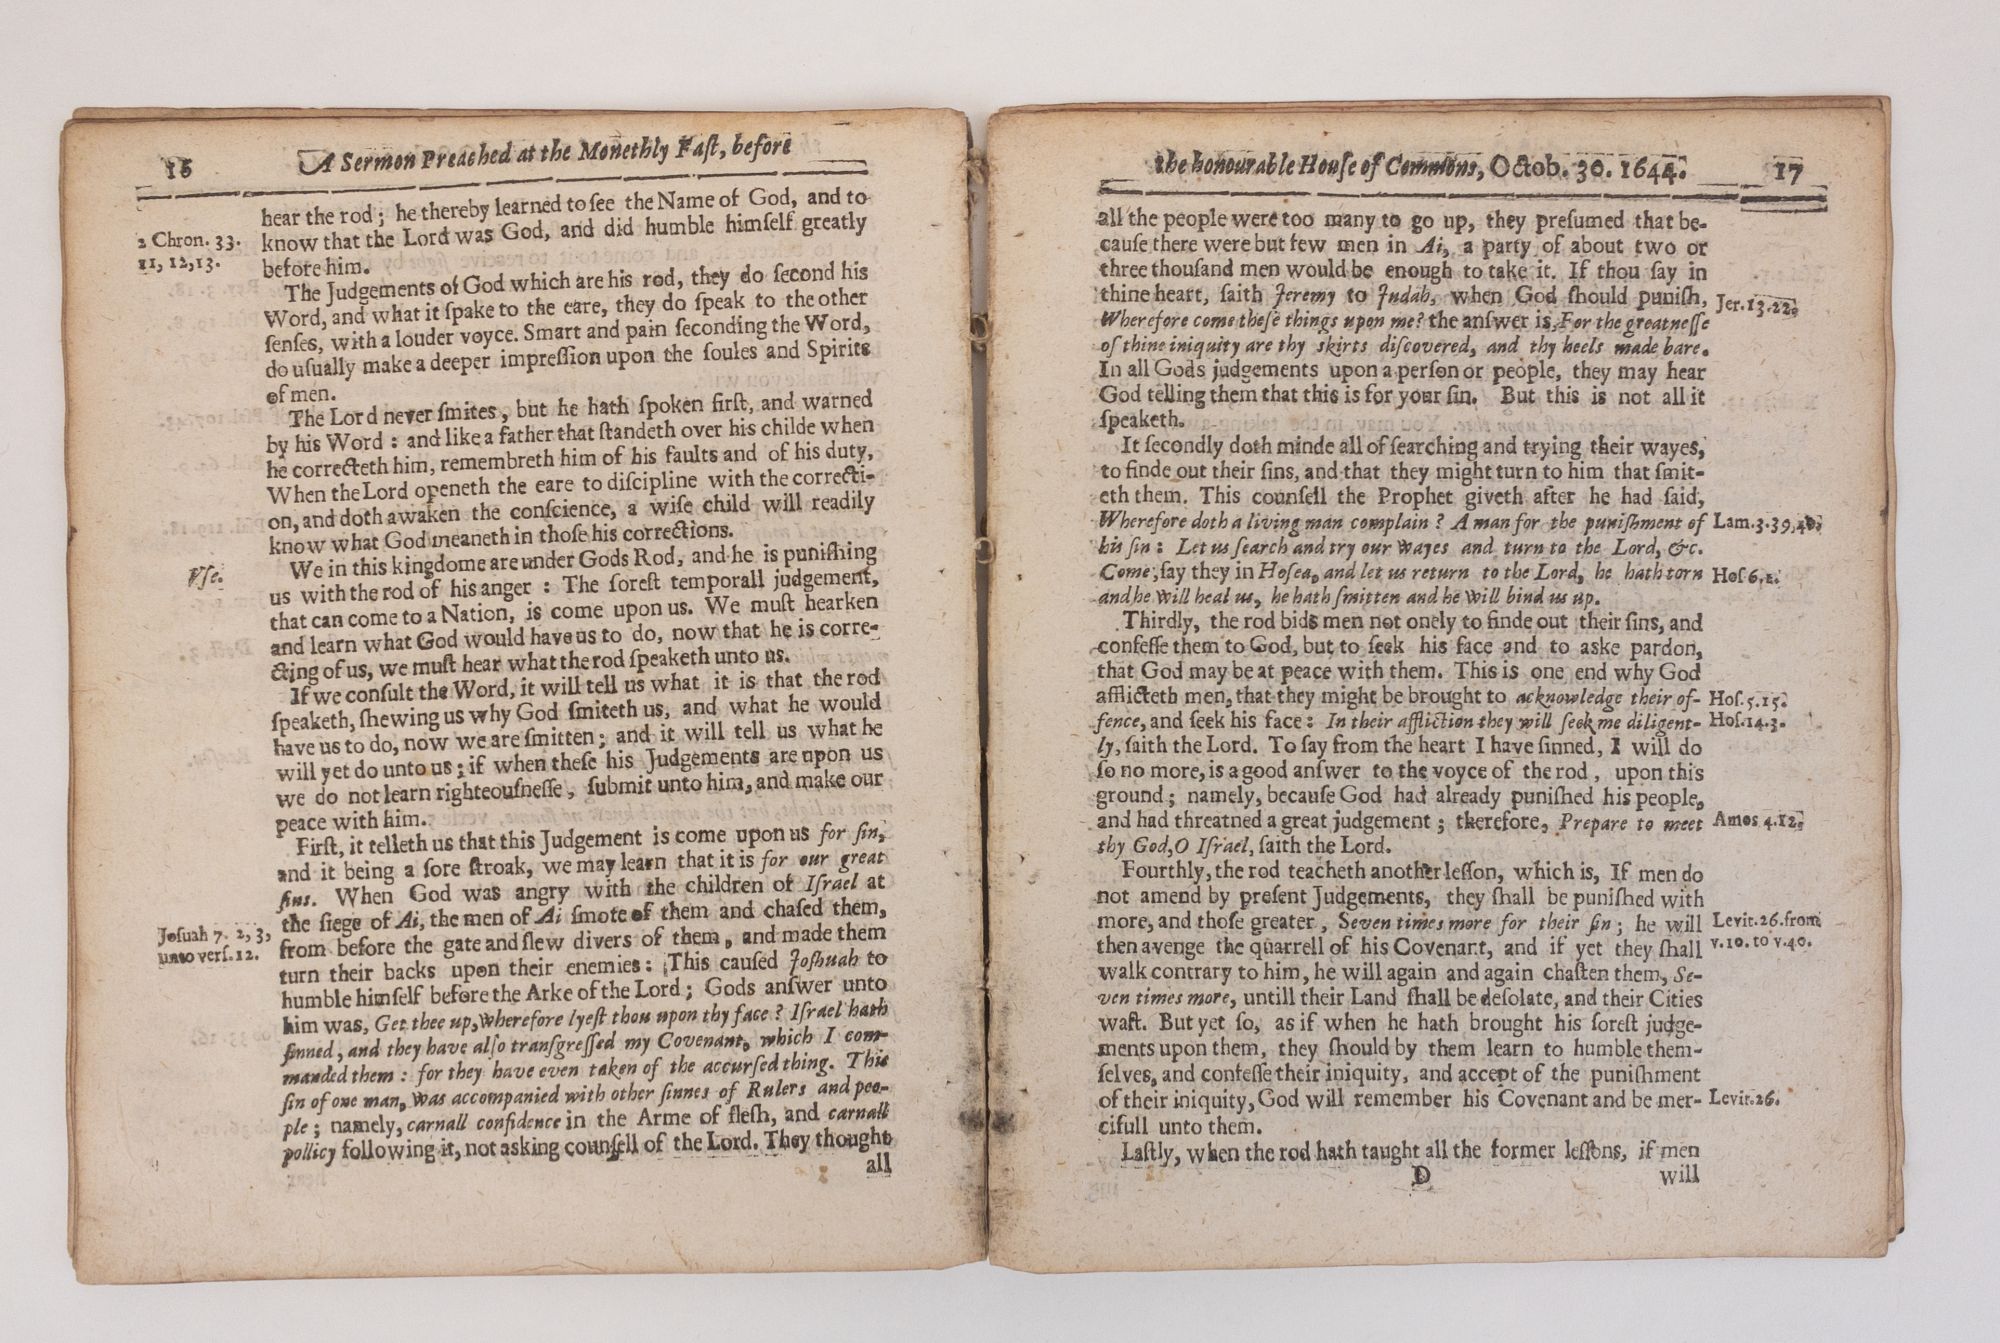 16
A Sermon Preached at the Monethly Faſt, before
hear the rod; he thereby learned to ſee the Name of God, and to
2 Chron. 33.
11, 12, 13.
know that the Lord was God, and did humble himſelf greatly
before him.
The Judgements of God which are his rod, they do ſecond his
Word, and what it ſpake to the eare, they do ſpeak to the other
ſenſes, with a louder voyce. Smart and pain ſeconding the Word,
do uſually make a deeper impreſſion upon the ſoules and Spirits
of men.
The Lord never ſmites, but he hath ſpoken firſt, and warned
by his Word : and like a father that ſtandeth over his childe when
he correcteth him, remembreth him of his faults and of his duty,
When the Lord openeth the eare to diſcipline with the correcti-
on, and doth awaken the conſcience, a wiſe child will readily
know what God meaneth in thoſe his corrections.
Vſe.
We in this kingdome are under Gods Rod, and he is puniſhing
us with the rod of his anger : The ſoreſt temporall judgement,
that can come to a Nation, is come upon us. We muſt hearken
and learn what God would have us to do, now that he is corre-
cting of us, we muſt hear what the rod ſpeaketh unto us.
If we conſult the Word, it will tell us what it is that the rod
ſpeaketh, ſhewing us why God ſmiteth us, and what he would
have us to do, now we are ſmitten; and it will tell us what he
will yet do unto us; if when theſe his Judgements are upon us
we do not learn righteouſneſſe, ſubmit unto him, and make our
peace with him.
Firſt, it telleth us that this Judgement is come upon us for ſin,
and it being a ſore ſtroak, we may learn that it is for our great
ſins. When God was angry with the children of Iſrael at
the ſiege of Ai, the men of Ai ſmote of them and chaſed them,
Joſuah 7. 2, 3,
unto verſ. 12.
from before the gate and ſlew divers of them, and made them
turn their backs upon their enemies: This cauſed Joſhuah to
humble himſelf before the Arke of the Lord; Gods anſwer unto
him was, Get thee up, wherefore lyeſt thou upon thy face? Iſrael hath
ſinned, and they have alſo tranſgreſſed my Covenant, which I com-
manded them : for they have even taken of the accurſed thing. This
ſin of one man, was accompanied with other ſinnes of Rulers and peo-
ple; namely, carnall confidence in the Arme of fleſh, and carnall
pollicy following it, not asking counſell of the Lord. They thought
all
the honourable Houſe of Commons, Octob. 30. 1644.
17
all the people were too many to go up, they preſumed that be-
cauſe there were but few men in Ai, a party of about two or
three thouſand men would be enough to take it. If thou ſay in
thine heart, ſaith Jeremy to Judah, when God ſhould puniſh,
Jer. 13. 22.
Wherefore come theſe things upon me? the anſwer is, For the greatneſſe
of thine iniquity are thy skirts diſcovered, and thy heels made bare.
In all Gods judgements upon a perſon or people, they may hear
God telling them that this is for your ſin. But this is not all it
ſpeaketh.
It ſecondly doth minde all of ſearching and trying their wayes,
to finde out their ſins, and that they might turn to him that ſmit-
eth them. This counſell the Prophet giveth after he had ſaid,
Wherefore doth a living man complain? A man for the puniſhment of
Lam. 3. 39, 40.
his ſin : Let us ſearch and try our wayes and turn to the Lord, &c.
Come, ſay they in Hoſea, and let us return to the Lord, he hath torn
Hoſ. 6. 1.
and he will heal us, he hath ſmitten and he will bind us up.
Thirdly, the rod bids men not onely to finde out their ſins, and
confeſſe them to God, but to ſeek his face and to aske pardon,
that God may be at peace with them. This is one end why God
afflicteth men, that they might be brought to acknowledge their of-
Hoſ. 5. 15.
fence, and ſeek his face : In their affliction they will ſeek me diligent-
Hoſ. 14. 3.
ly, ſaith the Lord. To ſay from the heart I have ſinned, I will do
ſo no more, is a good anſwer to the voyce of the rod, upon this
ground; namely, becauſe God had already puniſhed his people,
and had threatned a great judgement; therefore, Prepare to meet
Amos 4. 12.
thy God, O Iſrael, ſaith the Lord.
Fourthly, the rod teacheth another leſſon, which is, If men do
not amend by preſent Judgements, they ſhall be puniſhed with
more, and thoſe greater, Seven times more for their ſin; he will
Levit. 26. from
then avenge the quarrell of his Covenant, and if yet they ſhall
v. 10. to v. 40.
walk contrary to him, he will again and again chaſten them, Se-
ven times more, untill their Land ſhall be deſolate, and their Cities
waſt. But yet ſo, as if when he hath brought his ſoreſt judge-
ments upon them, they ſhould by them learn to humble them-
ſelves, and confeſſe their iniquity, and accept of the puniſhment
of their iniquity, God will remember his Covenant and be mer-
Levit. 26.
cifull unto them.
Laſtly, when the rod hath taught all the former leſſons, if men
D
will